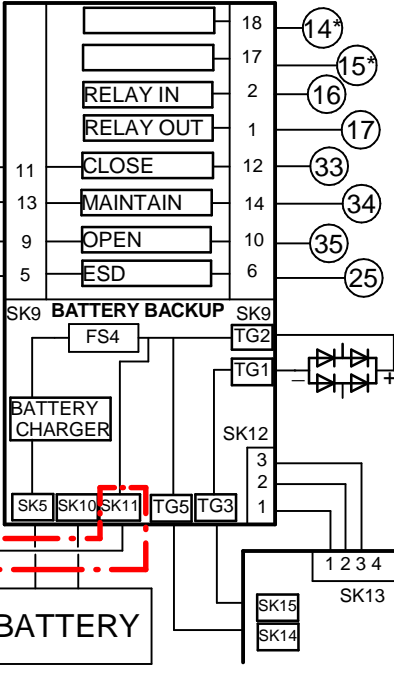 18 14*
17 15*
RELAY IN 2 16
RELAY OUT 1 17
11 CLOSE 12 33
13 MAINTAIN 14 34
9 OPEN 10 35
5 ESD 6 25
SK9 BATTERY BACKUP SK9
FS4 TG2
TG1
− +
BATTERY
CHARGER
SK12
3
2
1
SK5 SK10 SK11 TG5 TG3
1 2 3 4
SK13
SK15
SK14
BATTERY